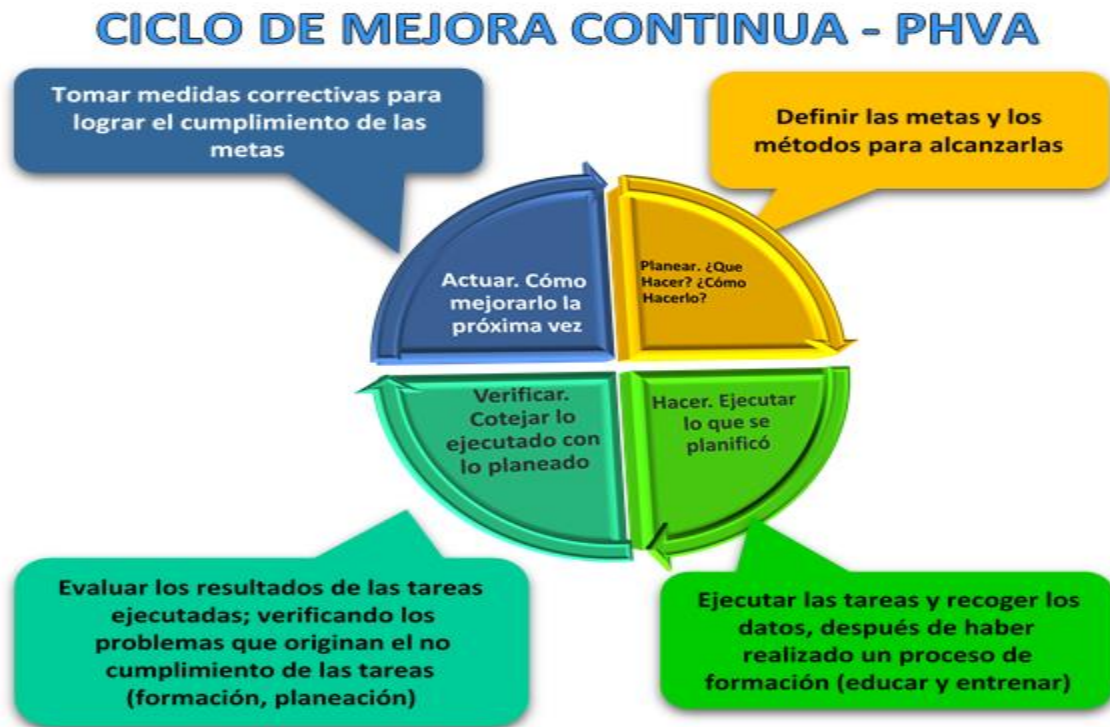 CICLO DE MEJORA CONTINUA - PHVA
Tomar medidas correctivas para
lograr el cumplimiento de las
metas
Definir las metas y los
métodos para alcanzarlas
Actuar. Cómo
mejorarlo la
próxima vez
Planear. ¿Que
Hacer? ¿Cómo
Hacerlo?
Verificar.
Cotejar lo
ejecutado con
lo planeado
Hacer. Ejecutar
lo que se
planificó
Evaluar los resultados de las tareas
ejecutadas; verificando los
problemas que originan el no
cumplimiento de las tareas
(formación, planeación)
Ejecutar las tareas y recoger los
datos, después de haber
realizado un proceso de
formación (educar y entrenar)